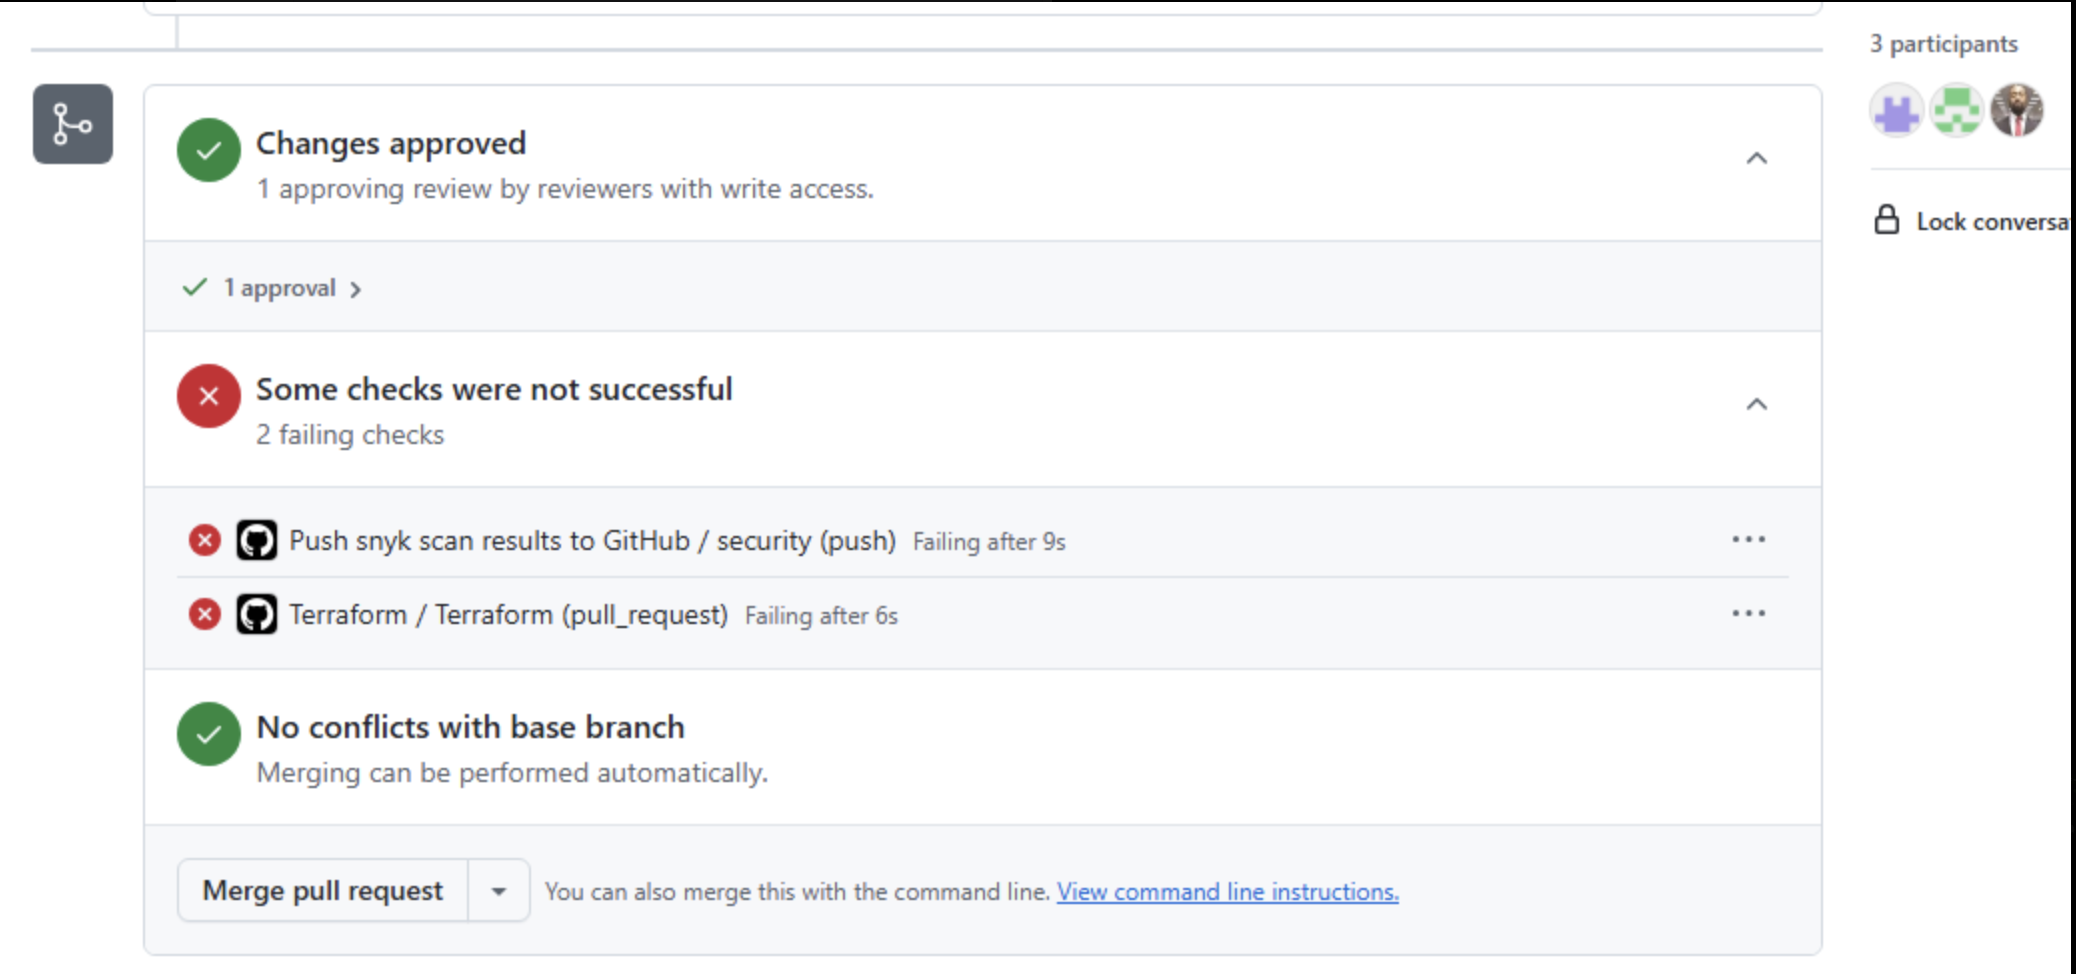 3 participants
Changes approved
1 approving review by reviewers with write access.
1 approval
Lock conversa
Some checks were not successful
2 failing checks
Push snyk scan results to GitHub / security (push) Failing after 9s
Terraform / Terraform (pull_request) Failing after 6s
No conflicts with base branch
Merging can be performed automatically.
Merge pull request
You can also merge this with the command line. View command line instructions.